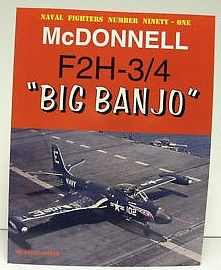 NAVAL FIGHTERS NUMBER NINETY-ONE
McDONNELL
F2H-3/4
"BIG BANJO"
NAVY
102